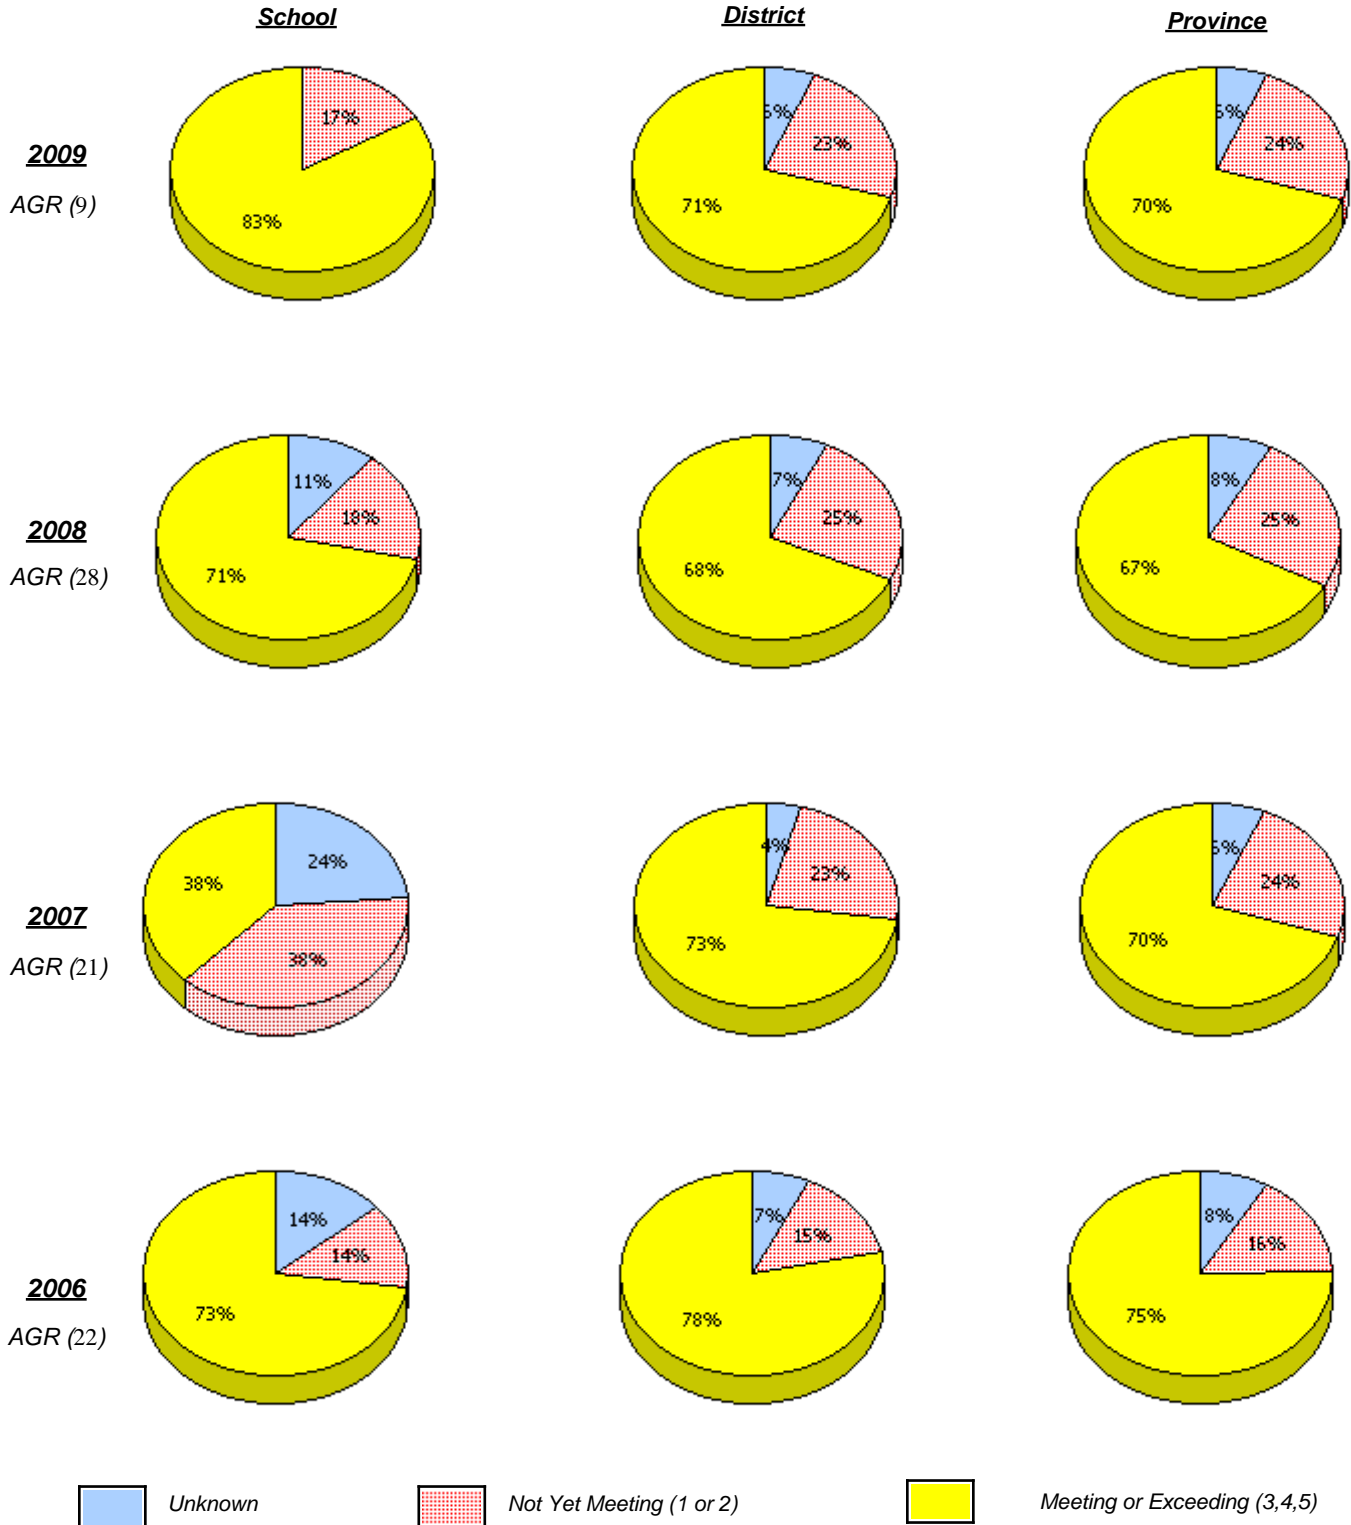 School District Province
17% 23% 24%
2009
AGR (9)
83% 71% 70%
11% 7% 8%
18% 25% 25%
2008
AGR (28)
71% 68% 67%
24% 4%
38% 23% 24%
2007
AGR (21)
38% 73% 70%
14% 7% 8%
14% 15% 16%
2006
AGR (22)
73% 78% 75%
Unknown Not Yet Meeting (1 or 2) Meeting or Exceeding (3,4,5)